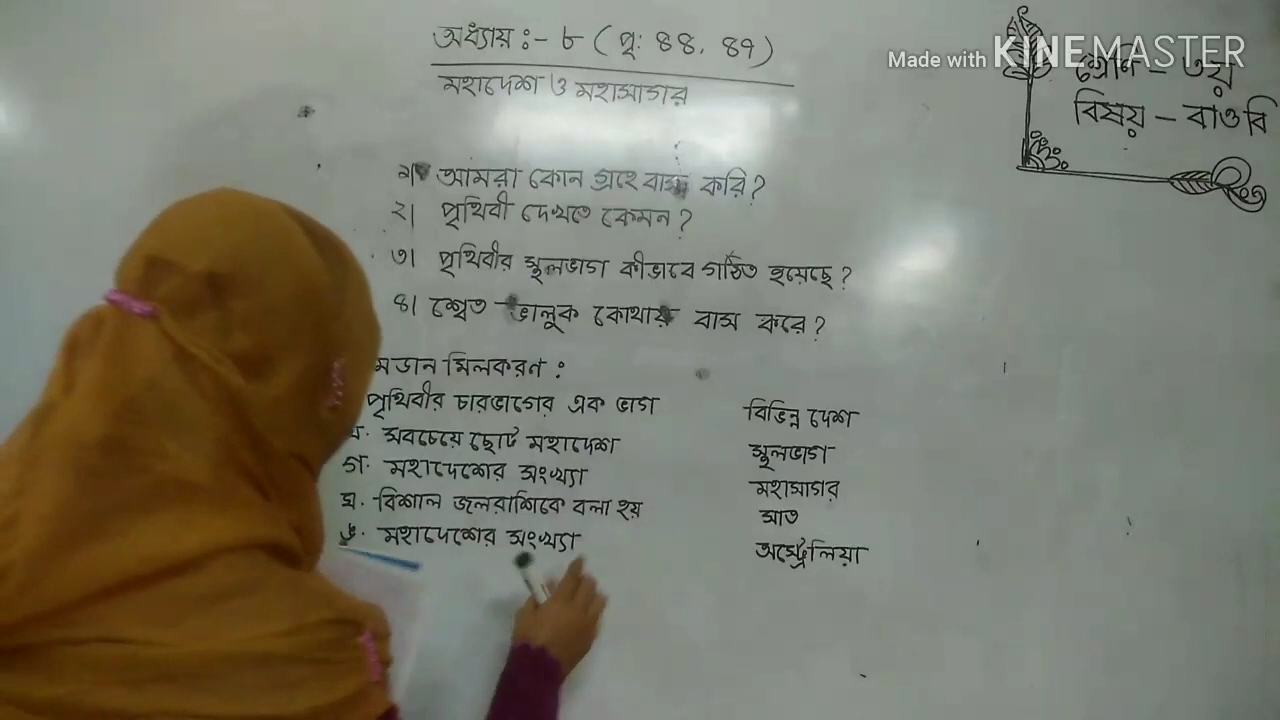 অধ্যায় :- ৮ (পৃ: ৪৪, ৪৭)
মহাদেশ ও মহাসাগর
Made with KINEMASTER
শ্রেণি - ৩য়
বিষয় - বাওবি
১। আমরা কোন গ্রহে বাস করি?
২। পৃথিবী দেখতে কেমন?
৩। পৃথিবীর স্থলভাগ কীভাবে গঠিত হয়েছে?
৪। শ্বেত ভালুক কোথায় বাস করে?
মডান মিলকরণ :
পৃথিবীর চারভাগের এক ভাগ বিভিন্ন দেশ
সবচেয়ে ছোট মহাদেশ স্থলভাগ
গ. মহাদেশের সংখ্যা মহাসাগর
ঘ. বিশাল জলরাশিকে বলা হয় সাত
ঙ. মহাদেশের সংখ্যা অস্ট্রেলিয়া